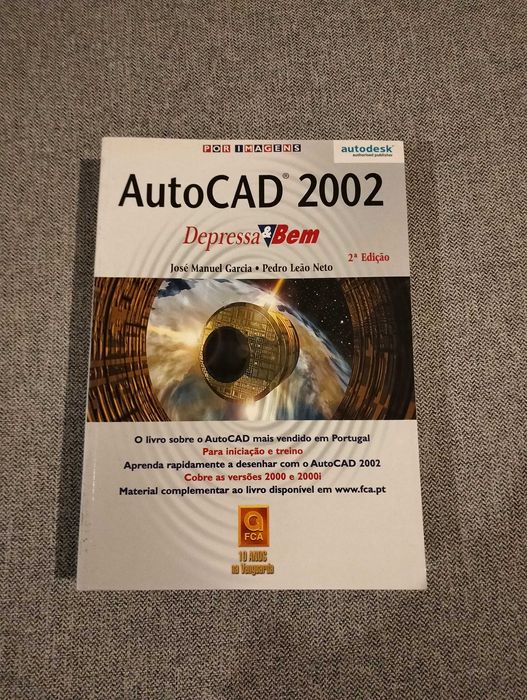 POR IMAGENS
autodesk®
authorised publisher
AutoCAD® 2002
Depressa & Bem
José Manuel Garcia • Pedro Leão Neto
2ª Edição
O livro sobre o AutoCAD mais vendido em Portugal
Para iniciação e treino
Aprenda rapidamente a desenhar com o AutoCAD 2002
Cobre as versões 2000 e 2000i
Material complementar ao livro disponível em www.fca.pt
FCA
10 ANOS
na Vanguarda